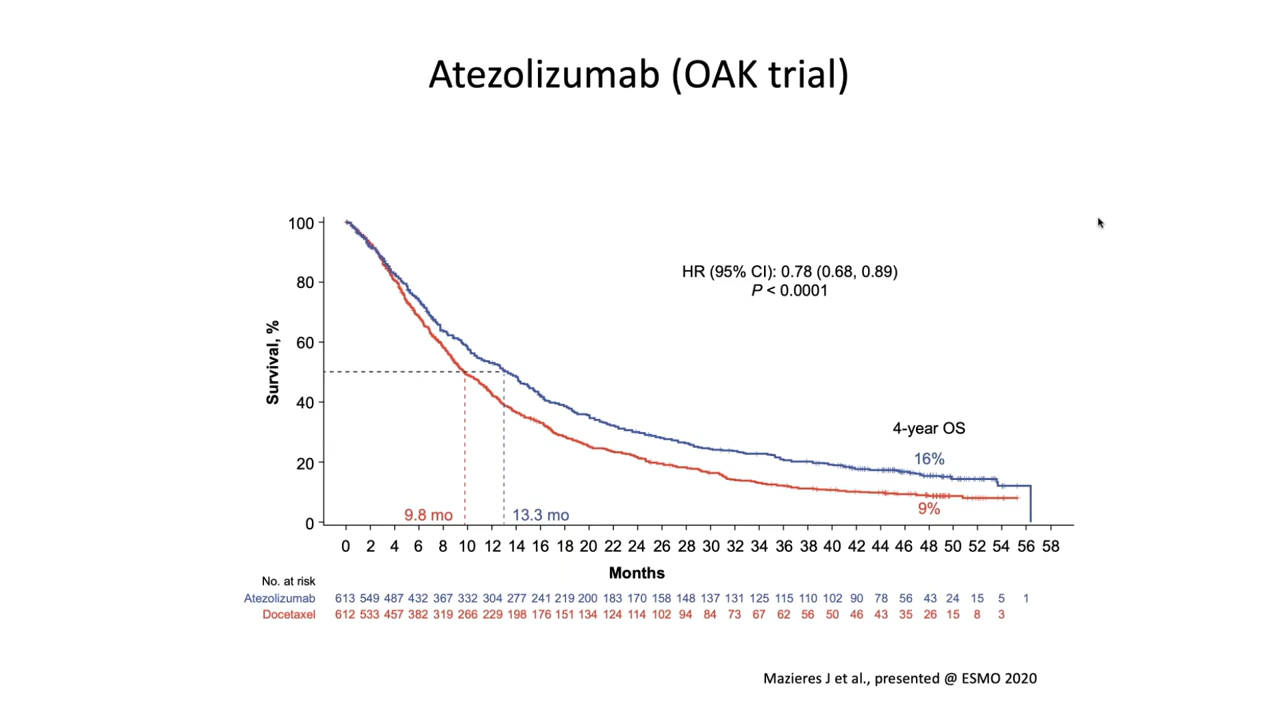 Atezolizumab (OAK trial)
100
80
60
40
20
0
Survival, %
HR (95% CI): 0.78 (0.68, 0.89)
P < 0.0001
4-year OS
16%
9%
9.8 mo
13.3 mo
0 2 4 6 8 10 12 14 16 18 20 22 24 26 28 30 32 34 36 38 40 42 44 46 48 50 52 54 56 58
Months
No. at risk
Atezolizumab 613 549 487 432 367 332 304 277 241 219 200 183 170 158 148 137 131 125 115 110 102 90 78 56 43 24 15 5 1
Docetaxel 612 533 457 382 319 266 229 198 176 151 134 124 114 102 94 84 73 67 62 56 50 46 43 35 26 15 8 3
Mazieres J et al., presented @ ESMO 2020